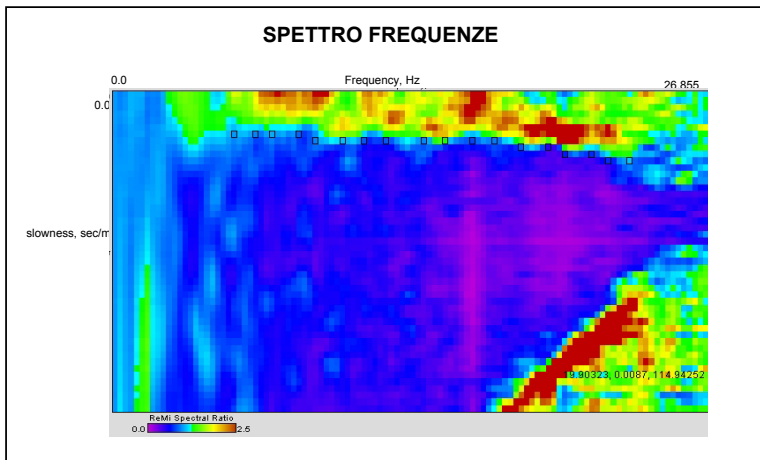 SPETTRO FREQUENZE
0.0 Frequency, Hz 26.855
0.0
slowness, sec/m
19.90323, 0.0087, 114.94252
ReMi Spectral Ratio
0.0 2.5